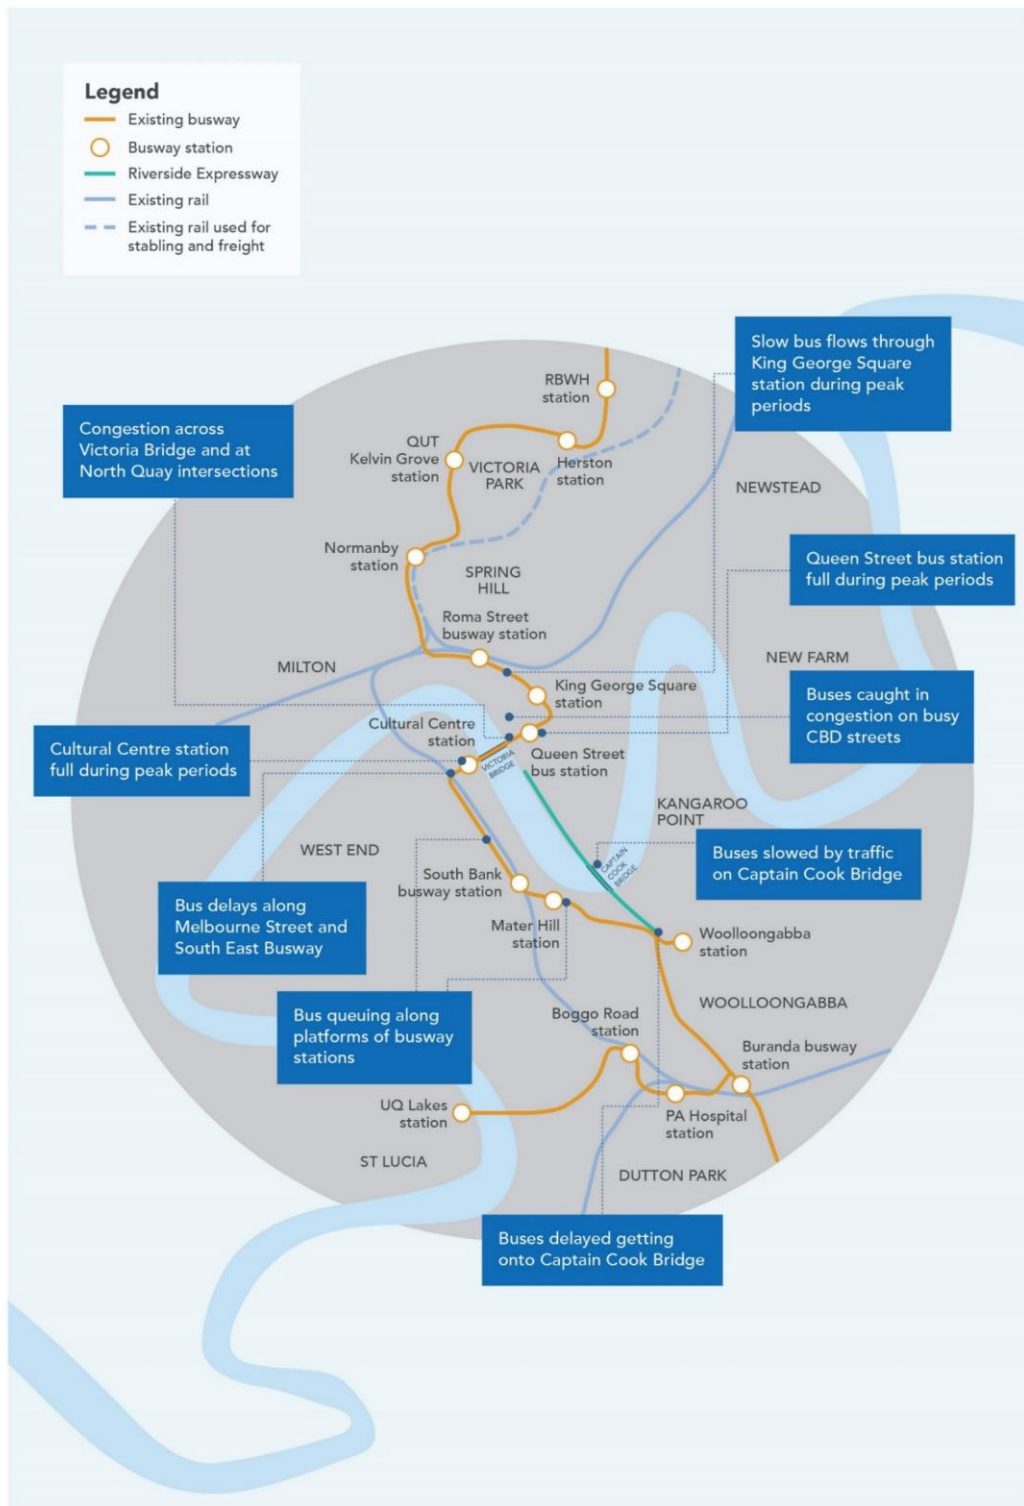 Legend
Existing busway
Busway station
Riverside Expressway
Existing rail
Existing rail used for
stabling and freight
Slow bus flows through
King George Square
station during peak
periods
RBWH
station
Congestion across
Victoria Bridge and at
North Quay intersections
QUT
Kelvin Grove
station
VICTORIA
PARK
Herston
station
NEWSTEAD
Normanby
station
Queen Street bus station
full during peak periods
SPRING
HILL
Roma Street
busway station
MILTON
NEW FARM
King George Square
station
Buses caught in
congestion on busy
CBD streets
Cultural Centre
station
Cultural Centre station
full during peak periods
VICTORIA
BRIDGE
Queen Street
bus station
KANGAROO
POINT
WEST END
CAPTAIN
COOK
BRIDGE
Buses slowed by traffic
on Captain Cook Bridge
South Bank
busway station
Bus delays along
Melbourne Street and
South East Busway
Mater Hill
station
Woolloongabba
station
Bus queuing along
platforms of busway
stations
WOOLLOONGABBA
Boggo Road
station
Buranda busway
station
UQ Lakes
station
PA Hospital
station
ST LUCIA
DUTTON PARK
Buses delayed getting
onto Captain Cook Bridge